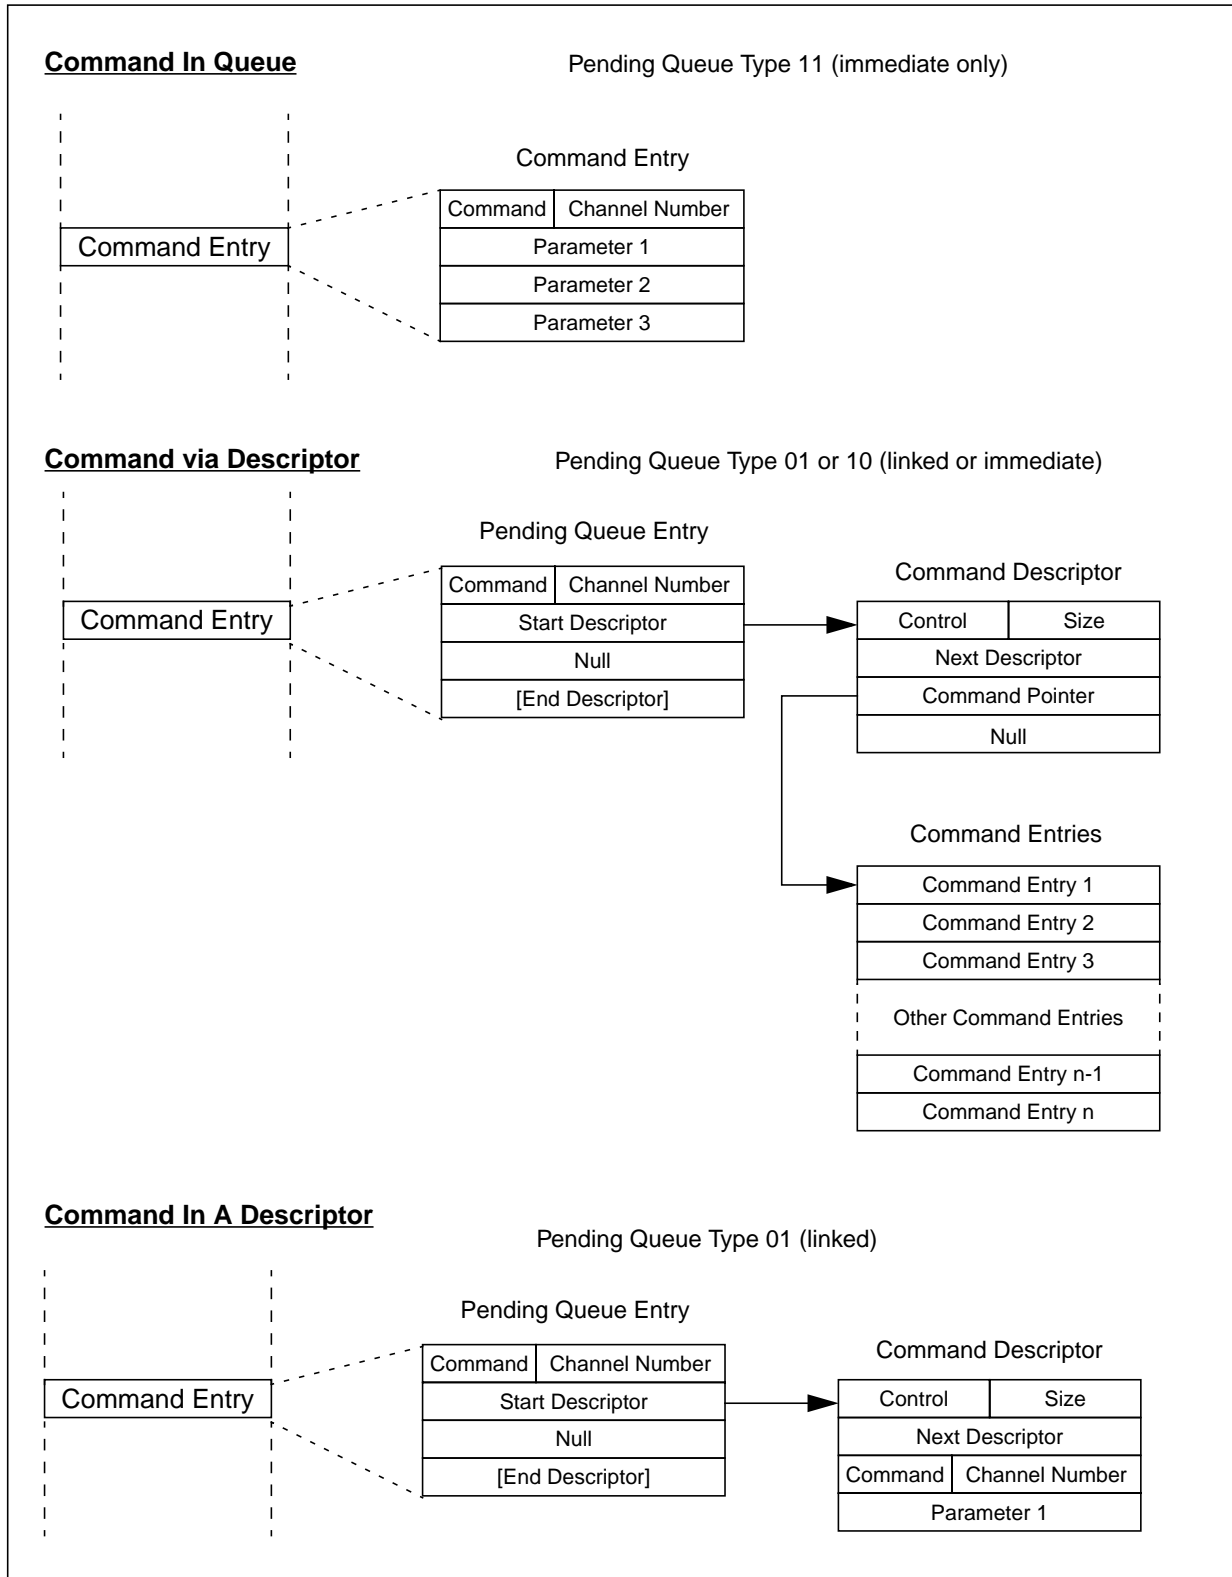 Command In Queue
Pending Queue Type 11 (immediate only)
Command Entry
Command Entry
Command Channel Number
Parameter 1
Parameter 2
Parameter 3
Command via Descriptor
Pending Queue Type 01 or 10 (linked or immediate)
Command Entry
Pending Queue Entry
Command Channel Number
Start Descriptor
Null
[End Descriptor]
Command Descriptor
Control Size
Next Descriptor
Command Pointer
Null
Command Entries
Command Entry 1
Command Entry 2
Command Entry 3
Other Command Entries
Command Entry n-1
Command Entry n
Command In A Descriptor
Pending Queue Type 01 (linked)
Command Entry
Pending Queue Entry
Command Channel Number
Start Descriptor
Null
[End Descriptor]
Command Descriptor
Control Size
Next Descriptor
Command Channel Number
Parameter 1